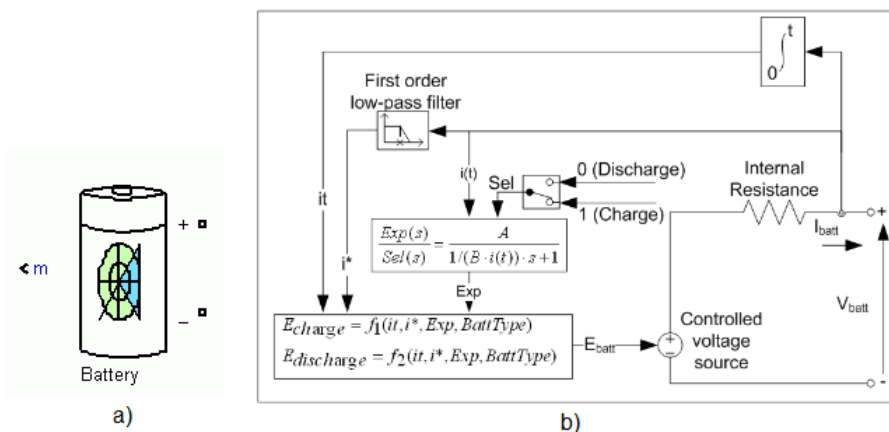 +
m
−
Battery
a)
t
∫
0
First order
low-pass filter
it
i*
i(t)
Sel
0 (Discharge)
1 (Charge)
Internal
Resistance
+
I_batt
Exp(s)/Sel(s) = A/(1/(B·i(t))·s+1)
Exp
E_charge = f_1(it, i*, Exp, BattType)
E_discharge = f_2(it, i*, Exp, BattType)
E_batt
+
−
Controlled
voltage
source
V_batt
-
b)